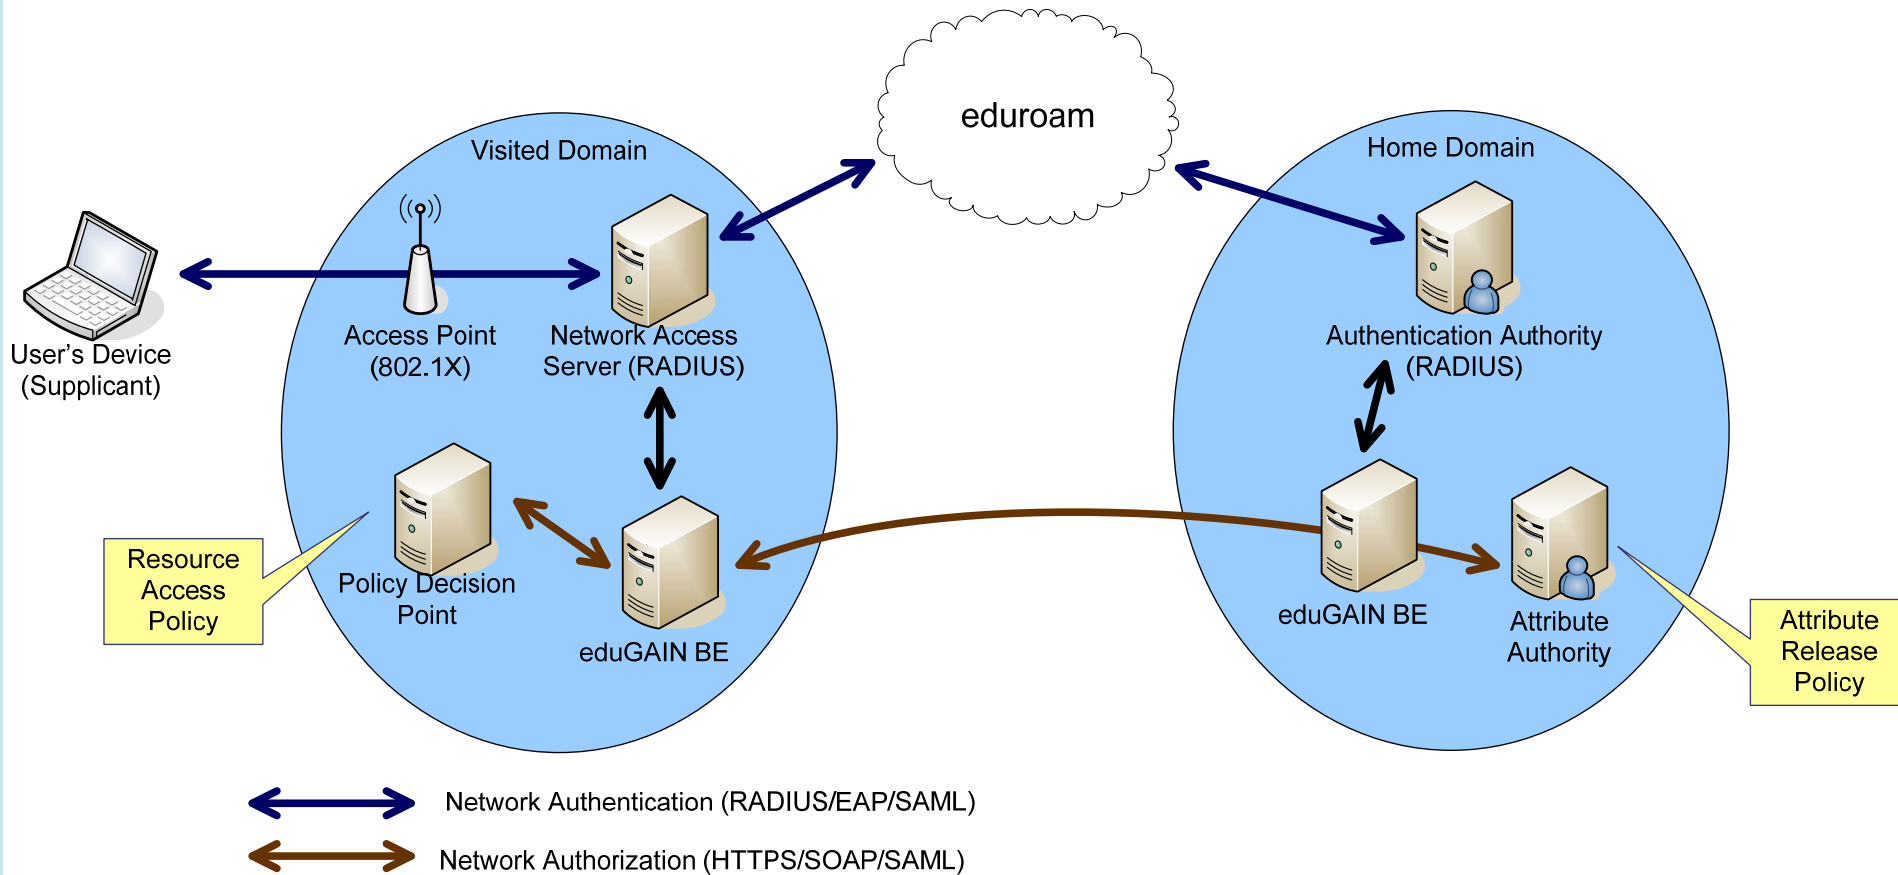 eduroam
Visited Domain
Home Domain
User's Device
(Supplicant)
Access Point
(802.1X)
Network Access
Server (RADIUS)
Authentication Authority
(RADIUS)
Resource
Access
Policy
Policy Decision
Point
eduGAIN BE
eduGAIN BE
Attribute
Authority
Attribute
Release
Policy
Network Authentication (RADIUS/EAP/SAML)
Network Authorization (HTTPS/SOAP/SAML)